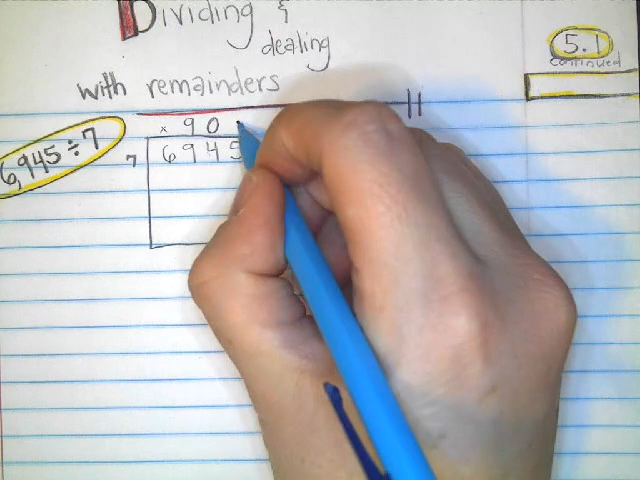 Dividing &
dealing
with remainders
5.1
continued
6,945 ÷ 7
x 9 0
7 6 9 4 5